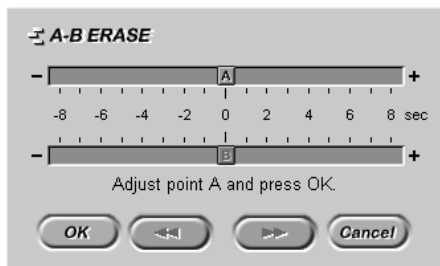 A-B ERASE
- A +
-8 -6 -4 -2 0 2 4 6 8 sec
- B +
Adjust point A and press OK.
OK Cancel